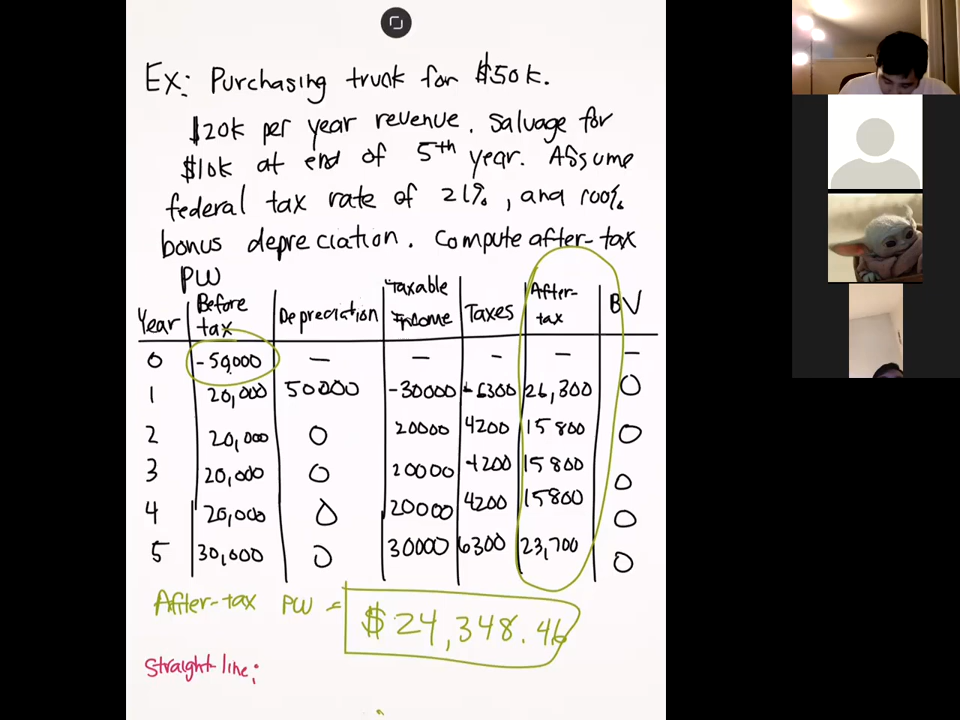 Ex: Purchasing truck for $50k.
$20k per year revenue. Salvage for
$10k at end of 5th year. Assume
federal tax rate of 21%, and 100%
bonus depreciation. Compute after-tax
PW
Year Before tax Depreciation Taxable Income Taxes After-tax BV
0 -50,000 — — — — —
1 20,000 50000 -30000 -6300 26,300 0
2 20,000 0 20000 4200 15800 0
3 20,000 0 20000 4200 15800 0
4 20,000 0 20000 4200 15800 0
5 30,000 0 30000 6300 23,700 0
After-tax PW = $24,348.46
Straight-line: